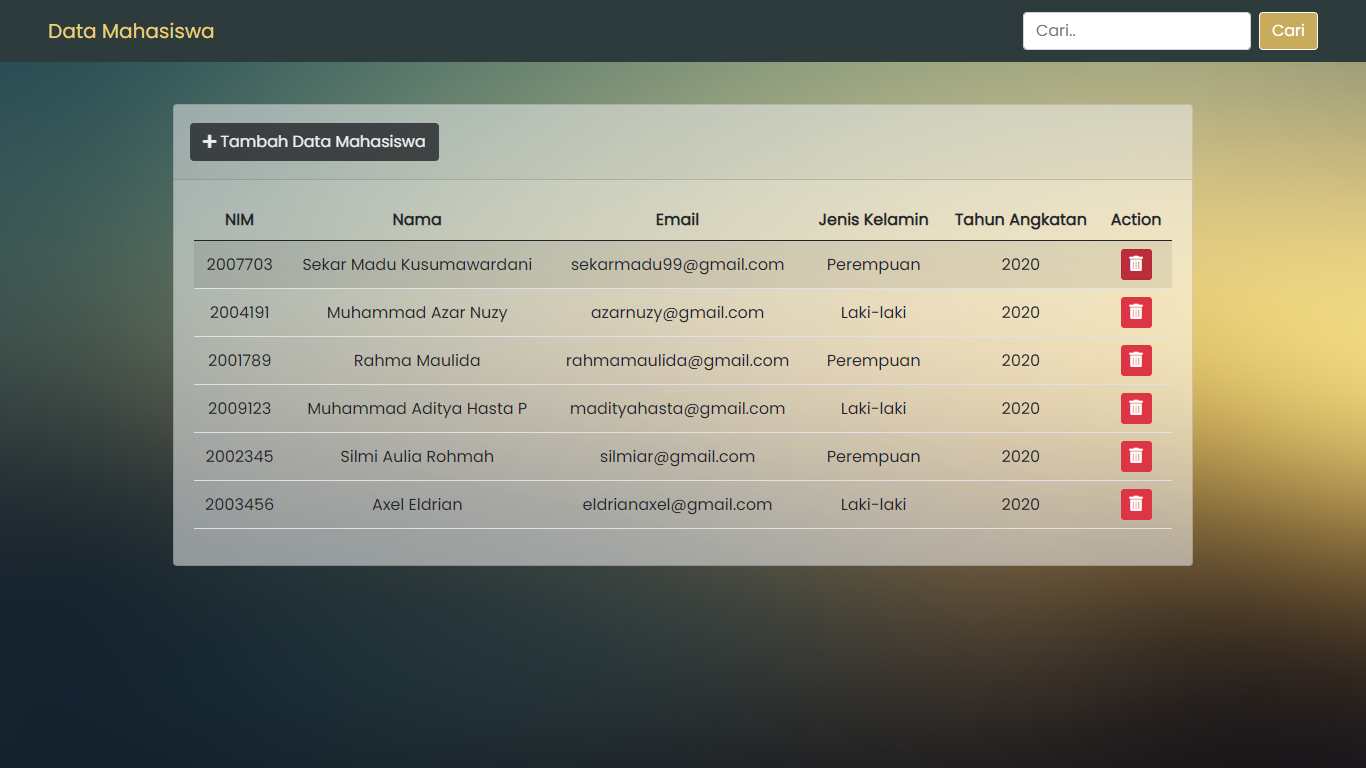 Data Mahasiswa Cari.. Cari
Tambah Data Mahasiswa
NIM Nama Email Jenis Kelamin Tahun Angkatan Action
2007703 Sekar Madu Kusumawardani sekarmadu99@gmail.com Perempuan 2020
2004191 Muhammad Azar Nuzy azarnuzy@gmail.com Laki-laki 2020
2001789 Rahma Maulida rahmamaulida@gmail.com Perempuan 2020
2009123 Muhammad Aditya Hasta P madityahasta@gmail.com Laki-laki 2020
2002345 Silmi Aulia Rohmah silmiar@gmail.com Perempuan 2020
2003456 Axel Eldrian eldrianaxel@gmail.com Laki-laki 2020